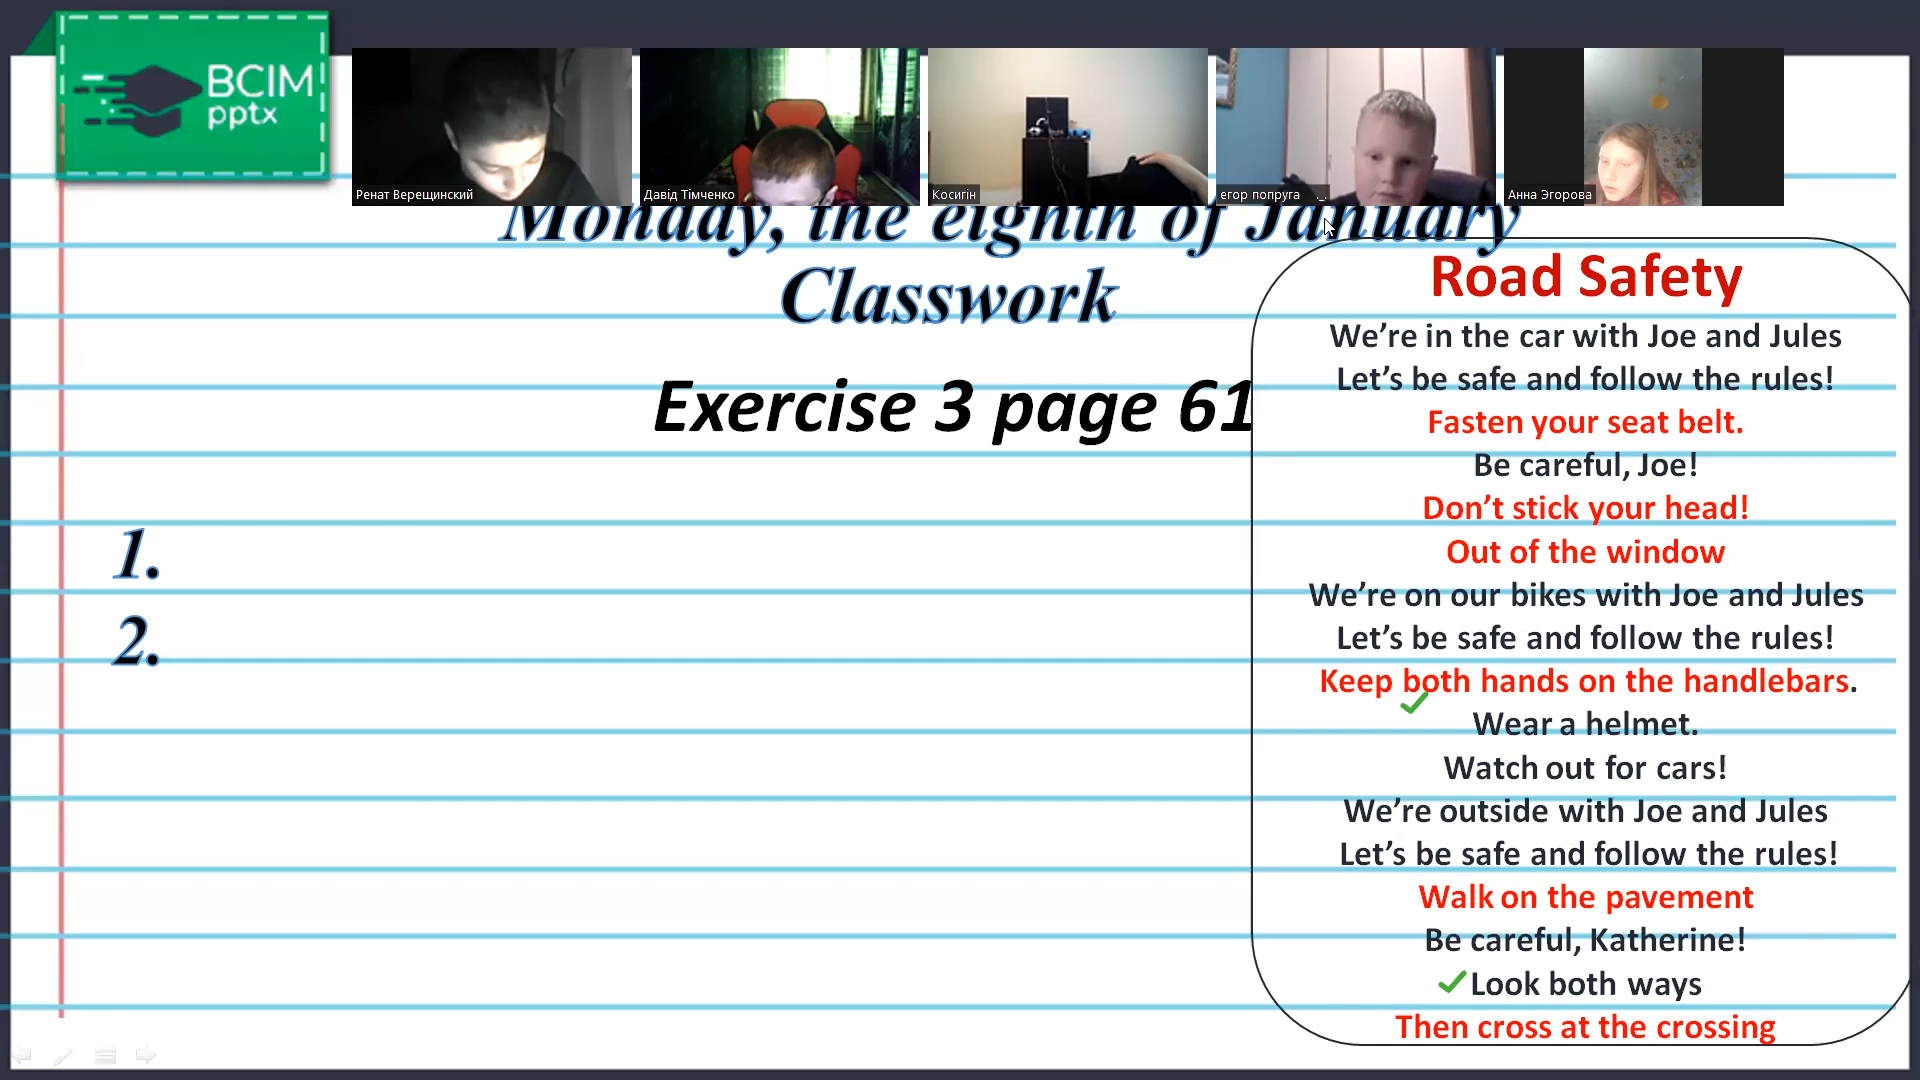 BCIM
pptx
Ренат Верещинский
Давід Тімченко
Косигін
егор попруга ._.
Анна Эгорова
Monday, the eighth of January
Classwork
Exercise 3 page 61
1.
2.
Road Safety
We're in the car with Joe and Jules
Let's be safe and follow the rules!
Fasten your seat belt.
Be careful, Joe!
Don't stick your head!
Out of the window
We're on our bikes with Joe and Jules
Let's be safe and follow the rules!
Keep both hands on the handlebars.
Wear a helmet.
Watch out for cars!
We're outside with Joe and Jules
Let's be safe and follow the rules!
Walk on the pavement
Be careful, Katherine!
Look both ways
Then cross at the crossing